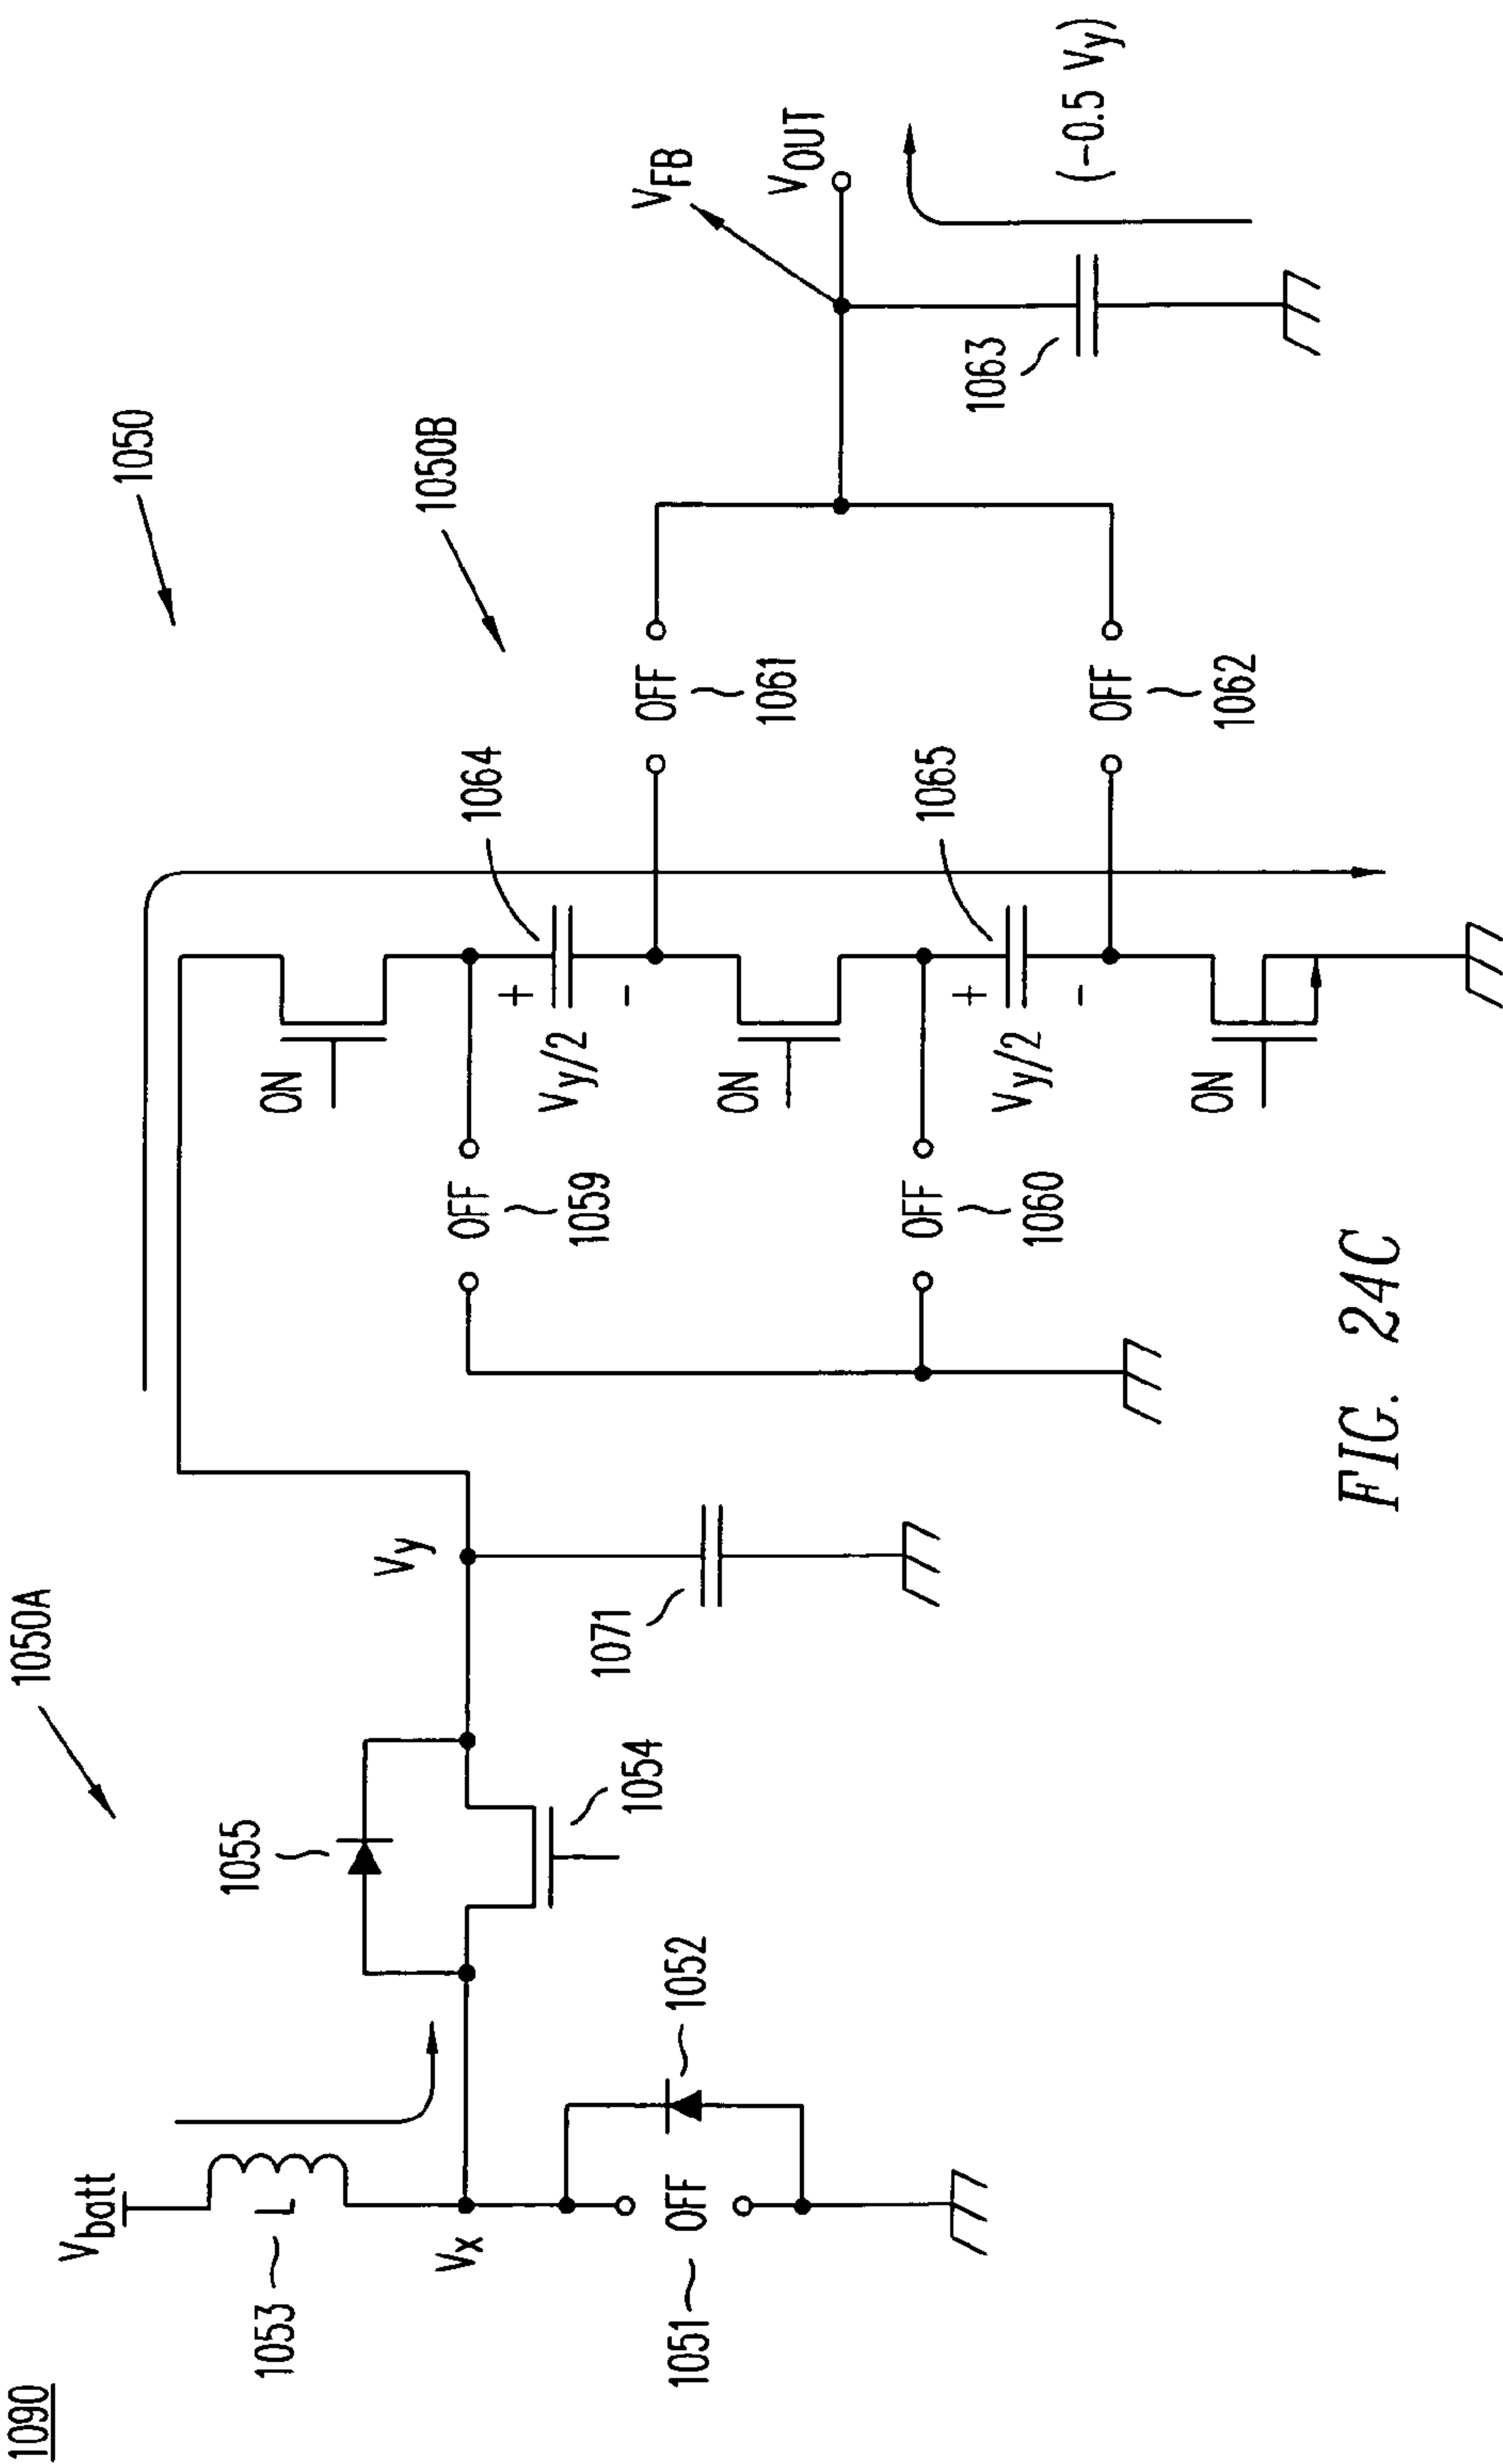 1090
1050
1050A
1050B
Vbatt
1053
L
Vx
1051
OFF
1052
1055
1054
Vy
1071
ON
OFF
1059
+
Vy/2
-
1064
ON
OFF
1060
+
Vy/2
-
1065
ON
OFF
1061
OFF
1062
VFB
VOUT
1063
(-0.5 Vy)
FIG. 24C